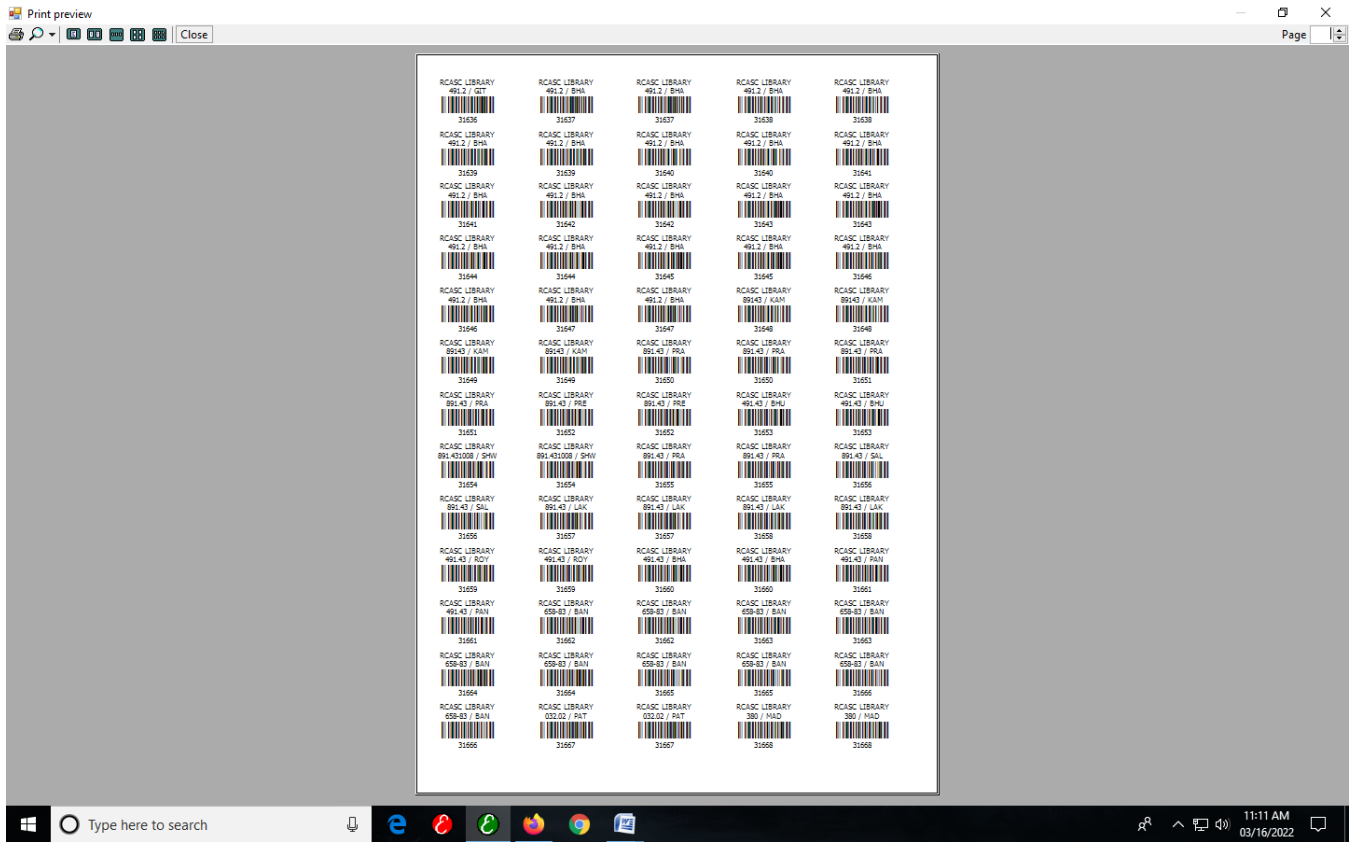 Print preview
Close
Page
RCASC LIBRARY RCASC LIBRARY RCASC LIBRARY RCASC LIBRARY RCASC LIBRARY
491.2 / GIT 491.2 / BHA 491.2 / BHA 491.2 / BHA 491.2 / BHA
31636 31637 31637 31638 31638
RCASC LIBRARY RCASC LIBRARY RCASC LIBRARY RCASC LIBRARY RCASC LIBRARY
491.2 / BHA 491.2 / BHA 491.2 / BHA 491.2 / BHA 491.2 / BHA
31639 31639 31640 31640 31641
RCASC LIBRARY RCASC LIBRARY RCASC LIBRARY RCASC LIBRARY RCASC LIBRARY
491.2 / BHA 491.2 / BHA 491.2 / BHA 491.2 / BHA 491.2 / BHA
31641 31642 31642 31643 31643
RCASC LIBRARY RCASC LIBRARY RCASC LIBRARY RCASC LIBRARY RCASC LIBRARY
491.2 / BHA 491.2 / BHA 491.2 / BHA 491.2 / BHA 491.2 / BHA
31644 31644 31645 31645 31646
RCASC LIBRARY RCASC LIBRARY RCASC LIBRARY RCASC LIBRARY RCASC LIBRARY
491.2 / BHA 491.2 / BHA 491.2 / BHA 89143 / KAM 89143 / KAM
31646 31647 31647 31648 31648
RCASC LIBRARY RCASC LIBRARY RCASC LIBRARY RCASC LIBRARY RCASC LIBRARY
89143 / KAM 89143 / KAM 891.43 / PRA 891.43 / PRA 891.43 / PRA
31649 31649 31650 31650 31651
RCASC LIBRARY RCASC LIBRARY RCASC LIBRARY RCASC LIBRARY RCASC LIBRARY
891.43 / PRA 891.43 / PRE 891.43 / PRE 491.43 / BHU 491.43 / BHU
31651 31652 31652 31653 31653
RCASC LIBRARY RCASC LIBRARY RCASC LIBRARY RCASC LIBRARY RCASC LIBRARY
891.431008 / SHW 891.431008 / SHW 891.43 / PRA 891.43 / PRA 891.43 / SAL
31654 31654 31655 31655 31656
RCASC LIBRARY RCASC LIBRARY RCASC LIBRARY RCASC LIBRARY RCASC LIBRARY
891.43 / SAL 891.43 / LAK 891.43 / LAK 891.43 / LAK 891.43 / LAK
31656 31657 31657 31658 31658
RCASC LIBRARY RCASC LIBRARY RCASC LIBRARY RCASC LIBRARY RCASC LIBRARY
491.43 / ROY 491.43 / ROY 491.43 / BHA 491.43 / BHA 491.43 / PAN
31659 31659 31660 31660 31661
RCASC LIBRARY RCASC LIBRARY RCASC LIBRARY RCASC LIBRARY RCASC LIBRARY
491.43 / PAN 658-83 / BAN 658-83 / BAN 658-83 / BAN 658-83 / BAN
31661 31662 31662 31663 31663
RCASC LIBRARY RCASC LIBRARY RCASC LIBRARY RCASC LIBRARY RCASC LIBRARY
658-83 / BAN 658-83 / BAN 658-83 / BAN 658-83 / BAN 658-83 / BAN
31664 31664 31665 31665 31666
RCASC LIBRARY RCASC LIBRARY RCASC LIBRARY RCASC LIBRARY RCASC LIBRARY
658-83 / BAN 032.02 / PAT 032.02 / PAT 380 / MAD 380 / MAD
31666 31667 31667 31668 31668
Type here to search
11:11 AM
03/16/2022